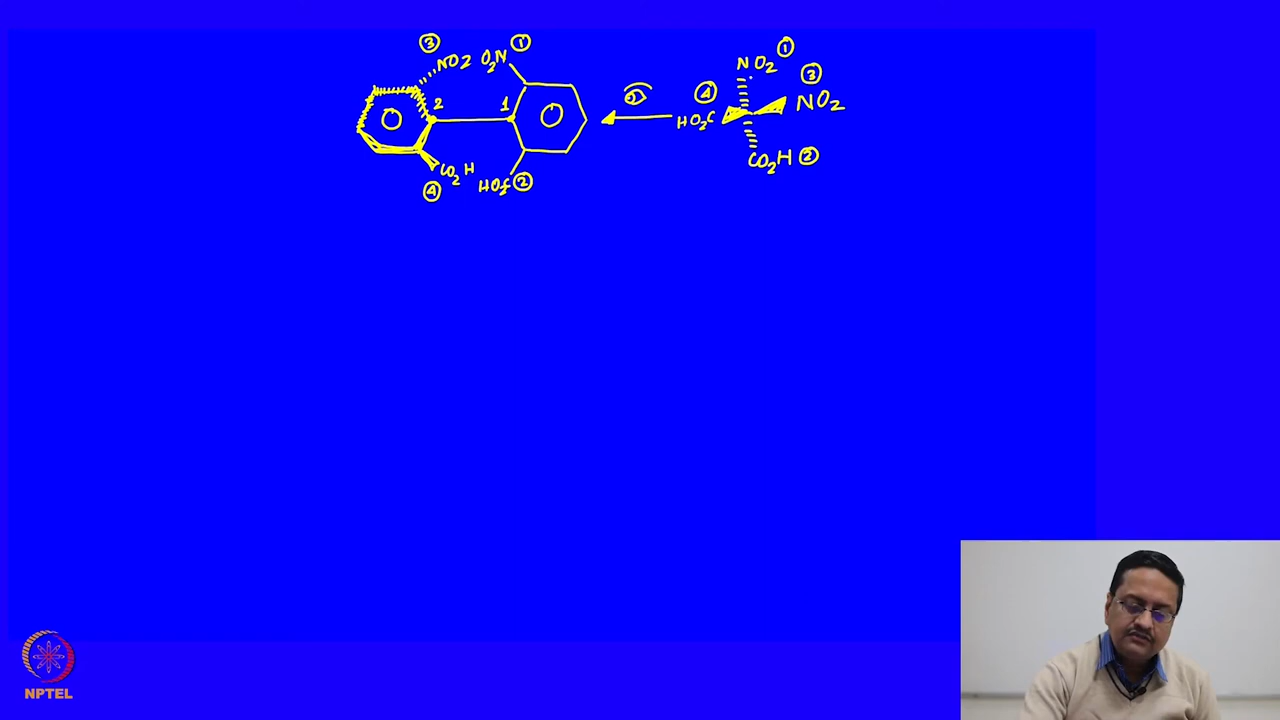 ③ NO2 O2N ①
2 1
④ CO2H HO2C ②
NO2 ①
④ HO2C NO2 ③
CO2H ②
NPTEL